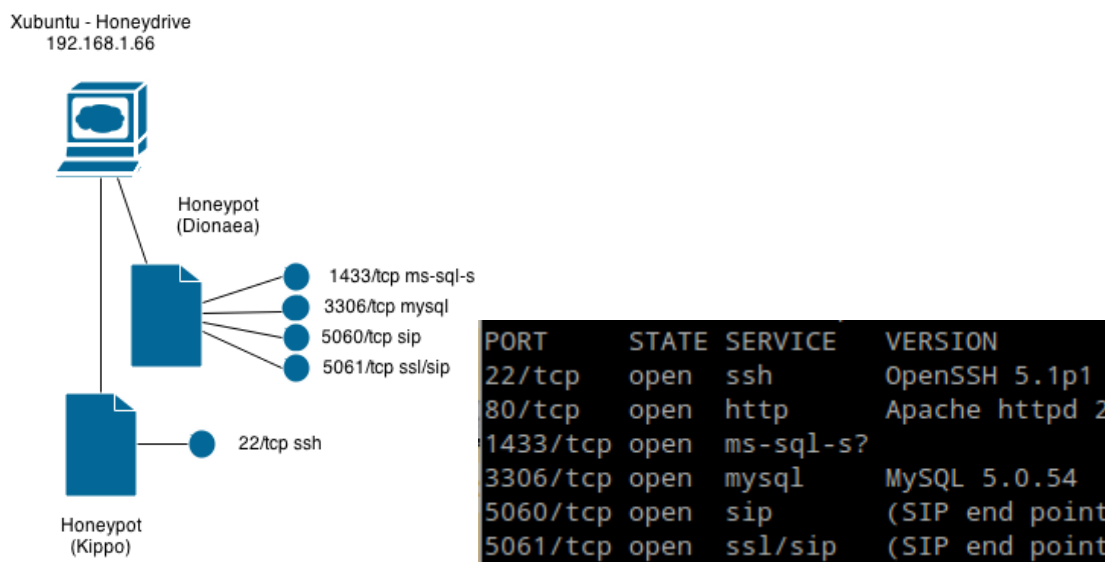 Xubuntu - Honeydrive
192.168.1.66
Honeypot
(Dionaea)
1433/tcp ms-sql-s
3306/tcp mysql
5060/tcp sip
5061/tcp ssl/sip
22/tcp ssh
Honeypot
(Kippo)
PORT STATE SERVICE VERSION
22/tcp open ssh OpenSSH 5.1p1
80/tcp open http Apache httpd 2
1433/tcp open ms-sql-s?
3306/tcp open mysql MySQL 5.0.54
5060/tcp open sip (SIP end point
5061/tcp open ssl/sip (SIP end point